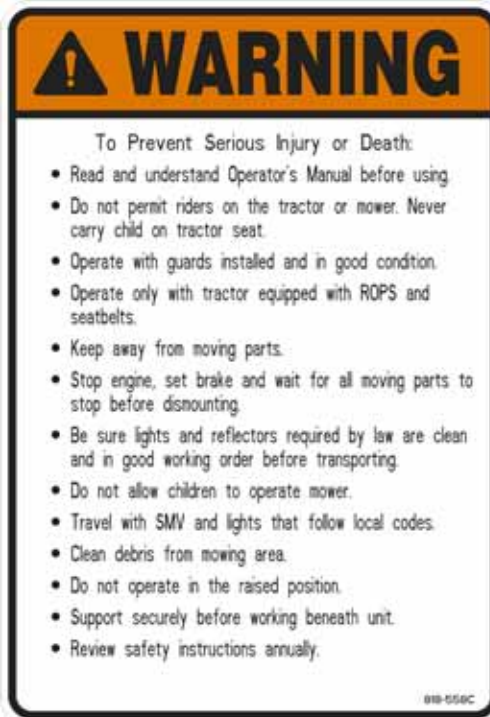 WARNING
To Prevent Serious Injury or Death:
• Read and understand Operator's Manual before using.
• Do not permit riders on the tractor or mower. Never
carry child on tractor seat.
• Operate with guards installed and in good condition.
• Operate only with tractor equipped with ROPS and
seatbelts.
• Keep away from moving parts.
• Stop engine, set brake and wait for all moving parts to
stop before dismounting.
• Be sure lights and reflectors required by law are clean
and in good working order before transporting.
• Do not allow children to operate mower.
• Travel with SMV and lights that follow local codes.
• Clean debris from mowing area.
• Do not operate in the raised position.
• Support securely before working beneath unit.
• Review safety instructions annually.
818-558C